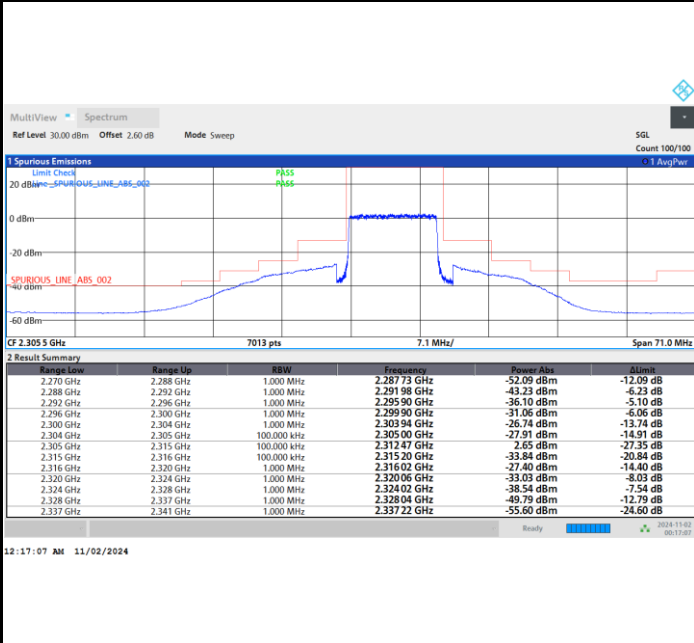 MultiView Spectrum
Ref Level 30.00 dBm Offset 2.60 dB Mode Sweep SGL
Count 100/100
1 Spurious Emissions 1 AvgPwr
Limit Check PASS
Line _SPURIOUS_LINE_ABS_002 PASS
20 dBm
0 dBm
-20 dBm
SPURIOUS_LINE_ABS_002
-40 dBm
-60 dBm
CF 2.305 5 GHz 7013 pts 7.1 MHz/ Span 71.0 MHz
2 Result Summary
Range Low Range Up RBW Frequency Power Abs ΔLimit
2.270 GHz 2.288 GHz 1.000 MHz 2.287 73 GHz -52.09 dBm -12.09 dB
2.288 GHz 2.292 GHz 1.000 MHz 2.291 98 GHz -43.23 dBm -6.23 dB
2.292 GHz 2.296 GHz 1.000 MHz 2.295 90 GHz -36.10 dBm -5.10 dB
2.296 GHz 2.300 GHz 1.000 MHz 2.299 90 GHz -31.06 dBm -6.06 dB
2.300 GHz 2.304 GHz 1.000 MHz 2.303 94 GHz -26.74 dBm -13.74 dB
2.304 GHz 2.305 GHz 100.000 kHz 2.305 00 GHz -27.91 dBm -14.91 dB
2.305 GHz 2.315 GHz 100.000 kHz 2.312 47 GHz 2.65 dBm -27.35 dB
2.315 GHz 2.316 GHz 100.000 kHz 2.315 20 GHz -33.84 dBm -20.84 dB
2.316 GHz 2.320 GHz 1.000 MHz 2.316 02 GHz -27.40 dBm -14.40 dB
2.320 GHz 2.324 GHz 1.000 MHz 2.320 06 GHz -33.03 dBm -8.03 dB
2.324 GHz 2.328 GHz 1.000 MHz 2.324 02 GHz -38.54 dBm -7.54 dB
2.328 GHz 2.337 GHz 1.000 MHz 2.328 04 GHz -49.79 dBm -12.79 dB
2.337 GHz 2.341 GHz 1.000 MHz 2.337 22 GHz -55.60 dBm -24.60 dB
Ready 2024-11-02
00:17:07
12:17:07 AM 11/02/2024